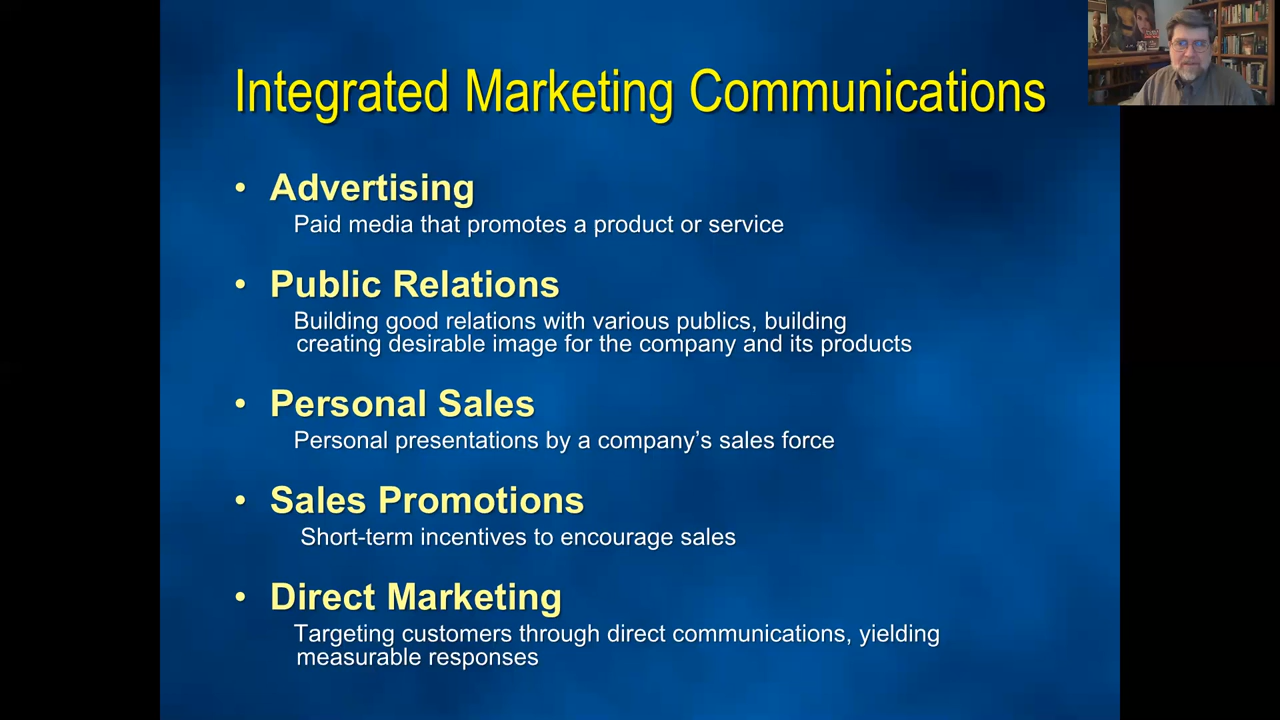 Integrated Marketing Communications
• Advertising
Paid media that promotes a product or service
• Public Relations
Building good relations with various publics, building
creating desirable image for the company and its products
• Personal Sales
Personal presentations by a company’s sales force
• Sales Promotions
Short-term incentives to encourage sales
• Direct Marketing
Targeting customers through direct communications, yielding
measurable responses